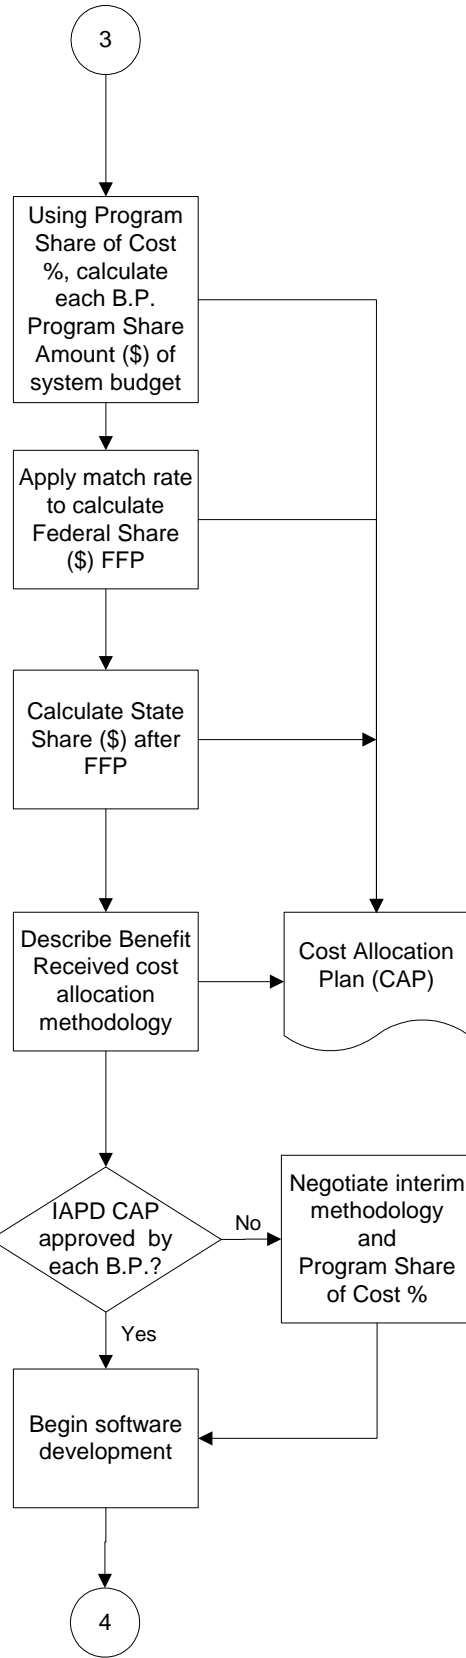 3
Using Program
Share of Cost
%, calculate
each B.P.
Program Share
Amount ($) of
system budget
Apply match rate
to calculate
Federal Share
($) FFP
Calculate State
Share ($) after
FFP
Describe Benefit
Received cost
allocation
methodology
Cost Allocation
Plan (CAP)
IAPD CAP
approved by
each B.P.?
No
Negotiate interim
methodology
and
Program Share
of Cost %
Yes
Begin software
development
4